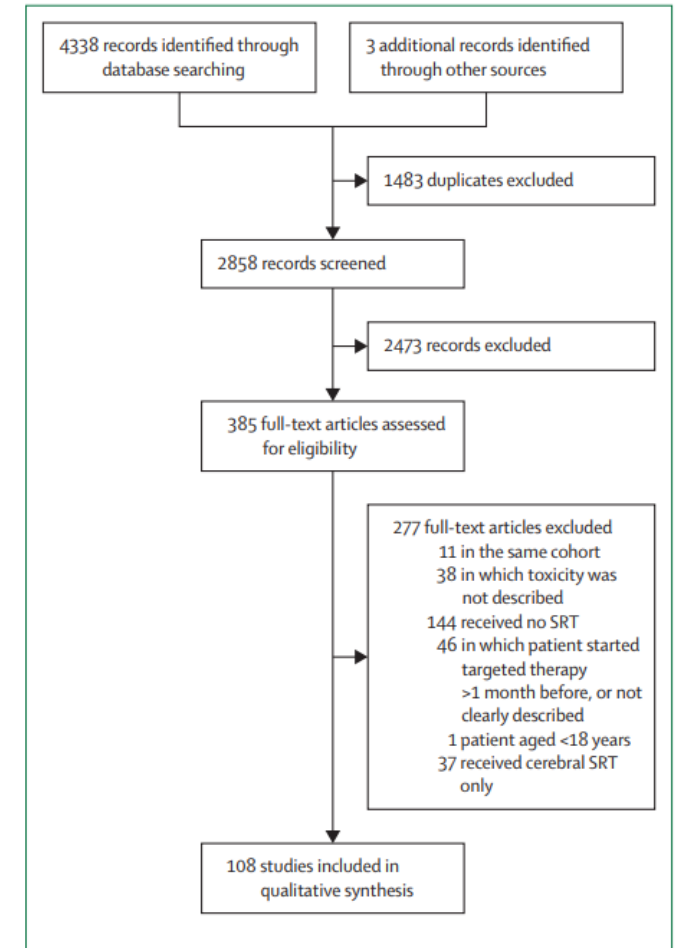 4338 records identified through
database searching
3 additional records identified
through other sources
1483 duplicates excluded
2858 records screened
2473 records excluded
385 full-text articles assessed
for eligibility
277 full-text articles excluded
11 in the same cohort
38 in which toxicity was
not described
144 received no SRT
46 in which patient started
targeted therapy
>1 month before, or not
clearly described
1 patient aged <18 years
37 received cerebral SRT
only
108 studies included in
qualitative synthesis